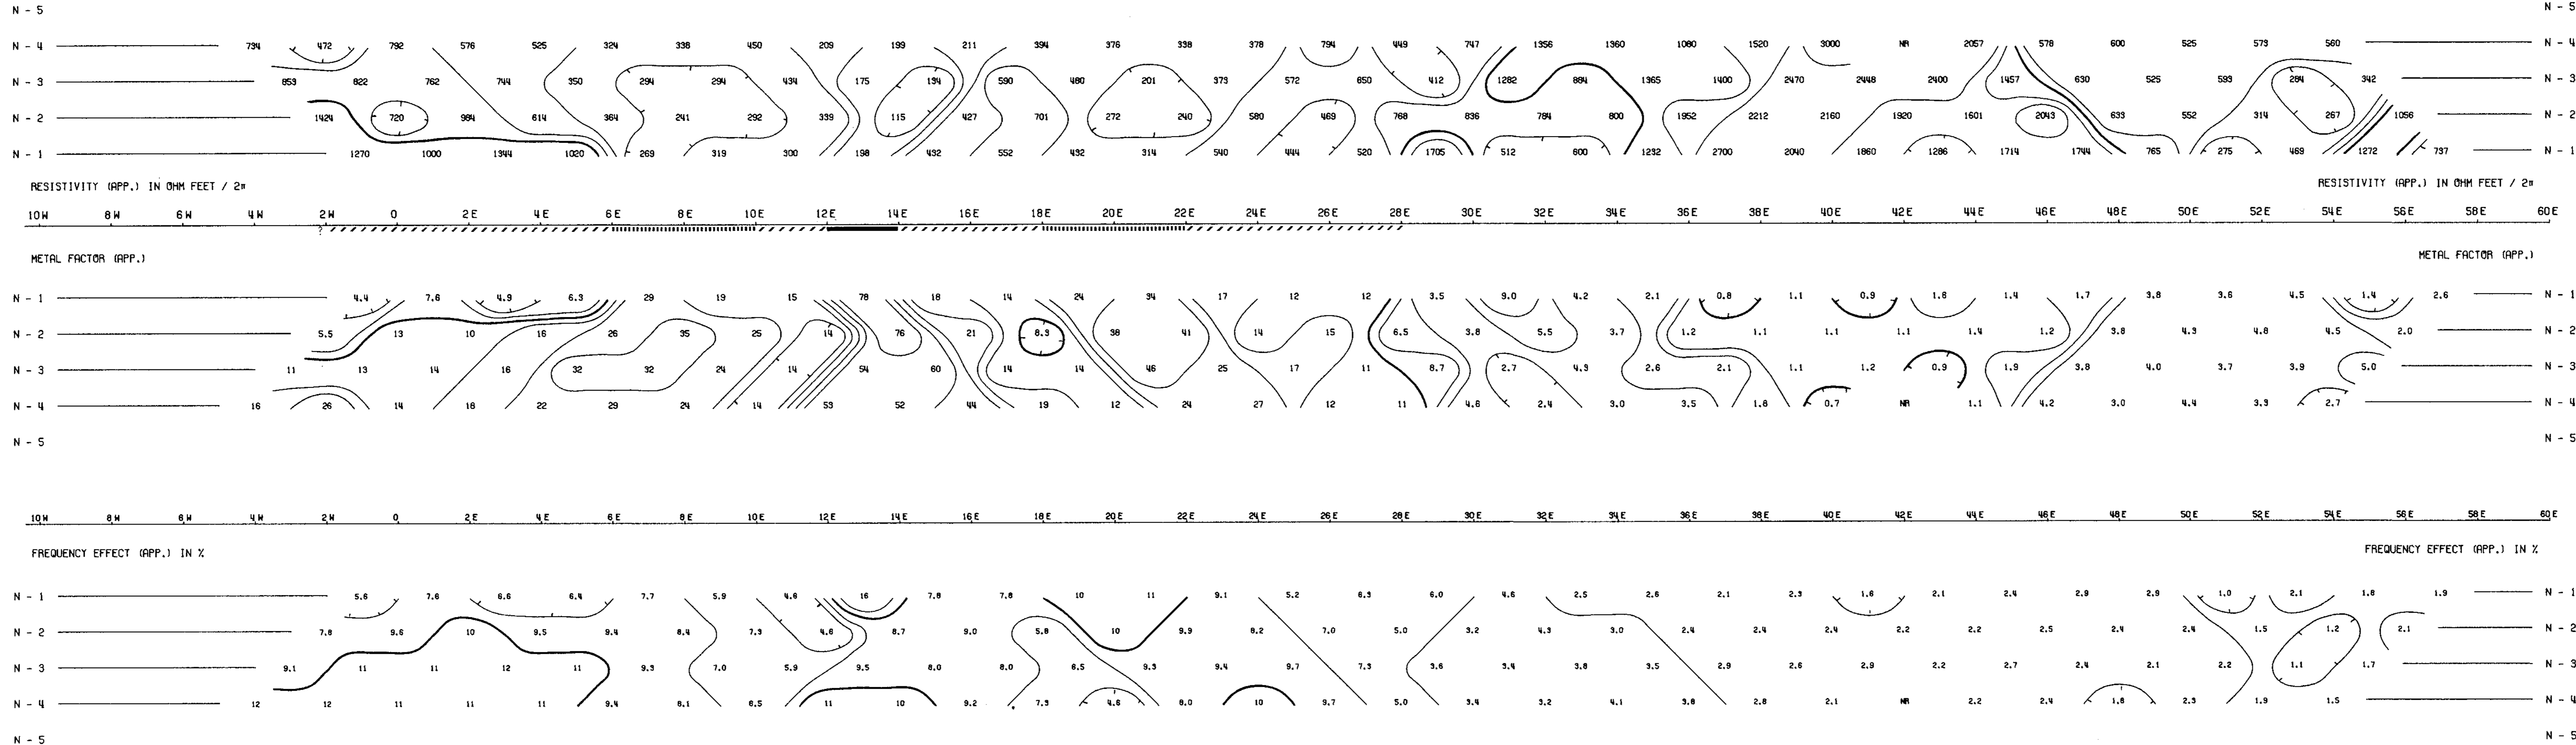 N - 5 N - 5
N - 4 734 472 792 576 525 324 338 450 209 199 211 394 376 338 378 794 449 747 1356 1360 1080 1520 3000 NR 2057 578 600 525 573 560 N - 4
N - 3 853 822 762 744 350 294 294 434 175 134 590 480 201 373 572 650 412 1282 884 1365 1400 2470 2448 2400 1457 630 525 593 284 342 N - 3
N - 2 1424 720 984 614 364 241 292 339 115 427 701 272 240 580 469 768 836 784 800 1952 2212 2160 1920 1601 2043 633 552 314 267 1056 N - 2
N - 1 1270 1000 1344 1020 269 319 300 198 432 552 432 314 540 444 520 1705 512 600 1232 2700 2040 1860 1286 1714 1744 765 275 469 1272 737 N - 1
RESISTIVITY (APP.) IN OHM FEET / 2π RESISTIVITY (APP.) IN OHM FEET / 2π
10W 8W 6W 4W 2W 0 2E 4E 6E 8E 10E 12E 14E 16E 18E 20E 22E 24E 26E 28E 30E 32E 34E 36E 38E 40E 42E 44E 46E 48E 50E 52E 54E 56E 58E 60E
?
METAL FACTOR (APP.) METAL FACTOR (APP.)
N - 1 4.4 7.6 4.9 6.3 29 19 15 78 18 14 24 34 17 12 12 3.5 9.0 4.2 2.1 0.8 1.1 0.9 1.6 1.4 1.7 3.8 3.6 4.5 1.4 2.6 N - 1
N - 2 5.5 13 10 16 26 35 25 14 76 21 8.3 38 41 14 15 6.5 3.8 5.5 3.7 1.2 1.1 1.1 1.1 1.4 1.2 3.8 4.3 4.8 4.5 2.0 N - 2
N - 3 11 13 14 16 32 32 24 14 54 60 14 14 46 25 17 11 8.7 2.7 4.3 2.6 2.1 1.1 1.2 0.9 1.9 3.8 4.0 3.7 3.9 5.0 N - 3
N - 4 16 26 14 18 22 29 24 14 53 52 44 19 12 24 27 12 11 4.6 2.4 3.0 3.5 1.8 0.7 NR 1.1 4.2 3.0 4.4 3.3 2.7 N - 4
N - 5 N - 5
10W 8W 6W 4W 2W 0 2E 4E 6E 8E 10E 12E 14E 16E 18E 20E 22E 24E 26E 28E 30E 32E 34E 36E 38E 40E 42E 44E 46E 48E 50E 52E 54E 56E 58E 60E
FREQUENCY EFFECT (APP.) IN % FREQUENCY EFFECT (APP.) IN %
N - 1 5.6 7.6 6.6 6.4 7.7 5.9 4.6 16 7.8 7.8 10 11 9.1 5.2 6.3 6.0 4.6 2.5 2.6 2.1 2.3 1.6 2.1 2.4 2.9 2.9 1.0 2.1 1.8 1.9 N - 1
N - 2 7.8 9.6 10 9.5 9.4 8.4 7.3 4.6 8.7 9.0 5.8 10 9.9 8.2 7.0 5.0 3.2 4.3 3.0 2.4 2.4 2.4 2.2 2.2 2.5 2.4 2.4 1.5 1.2 2.1 N - 2
N - 3 9.1 11 11 12 11 9.3 7.0 5.9 9.5 8.0 8.0 6.5 9.3 9.4 9.7 7.3 3.6 3.4 3.8 3.5 2.9 2.6 2.9 2.2 2.7 2.4 2.1 2.2 1.1 1.7 N - 3
N - 4 12 12 11 11 11 9.4 8.1 6.5 11 10 9.2 7.3 4.6 8.0 10 9.7 5.0 3.4 3.2 4.1 3.8 2.8 2.1 NR 2.2 2.4 1.8 2.3 1.9 1.5 N - 4
N - 5 N - 5